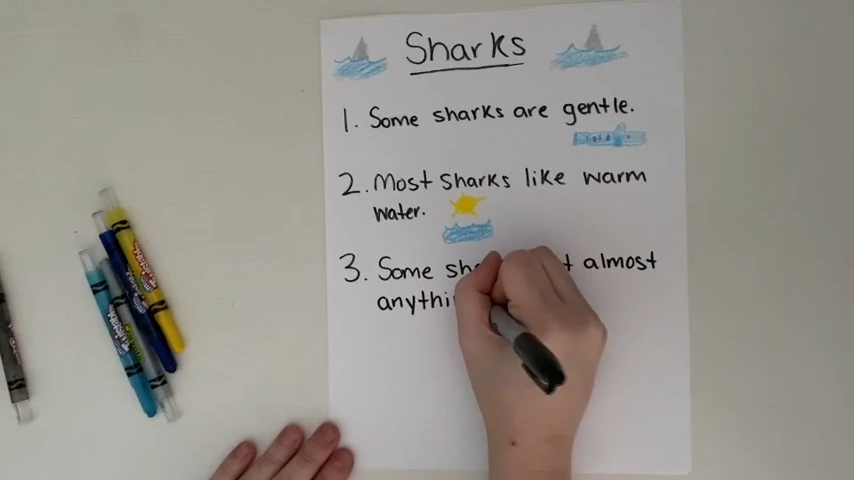 Sharks
1. Some sharks are gentle.
2. Most sharks like warm
water.
3. Some almost